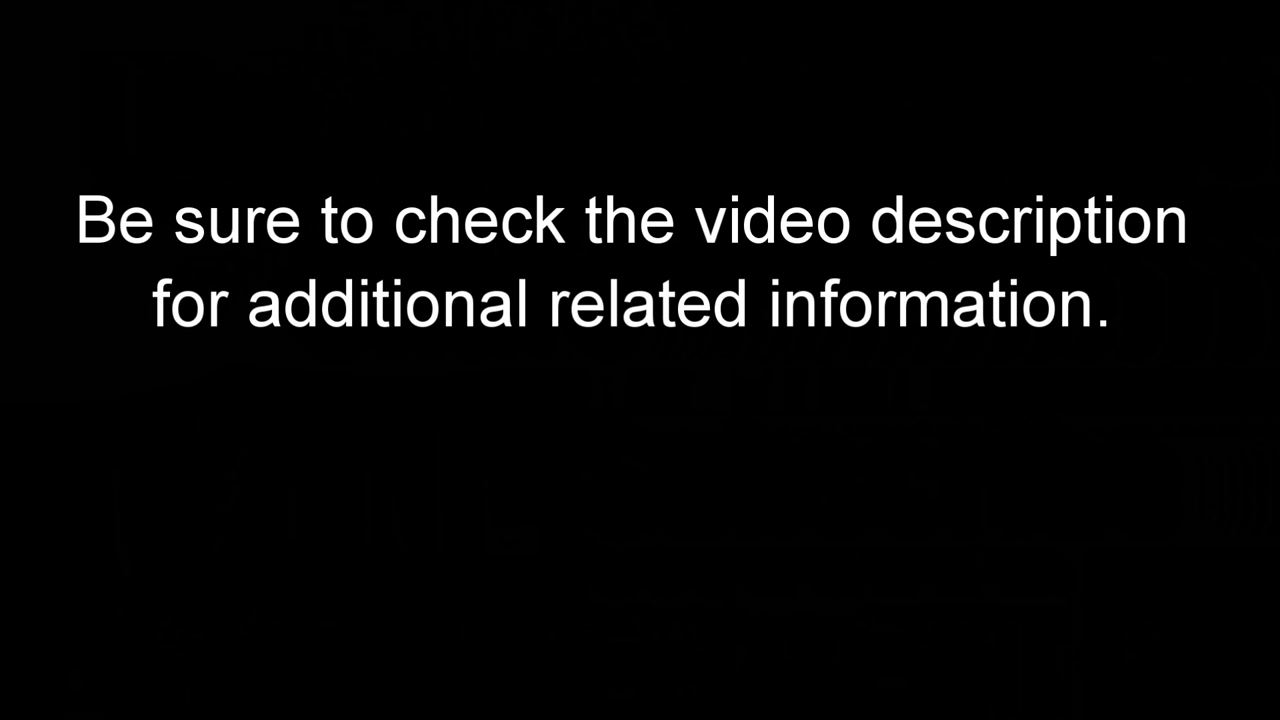 Be sure to check the video description
for additional related information.